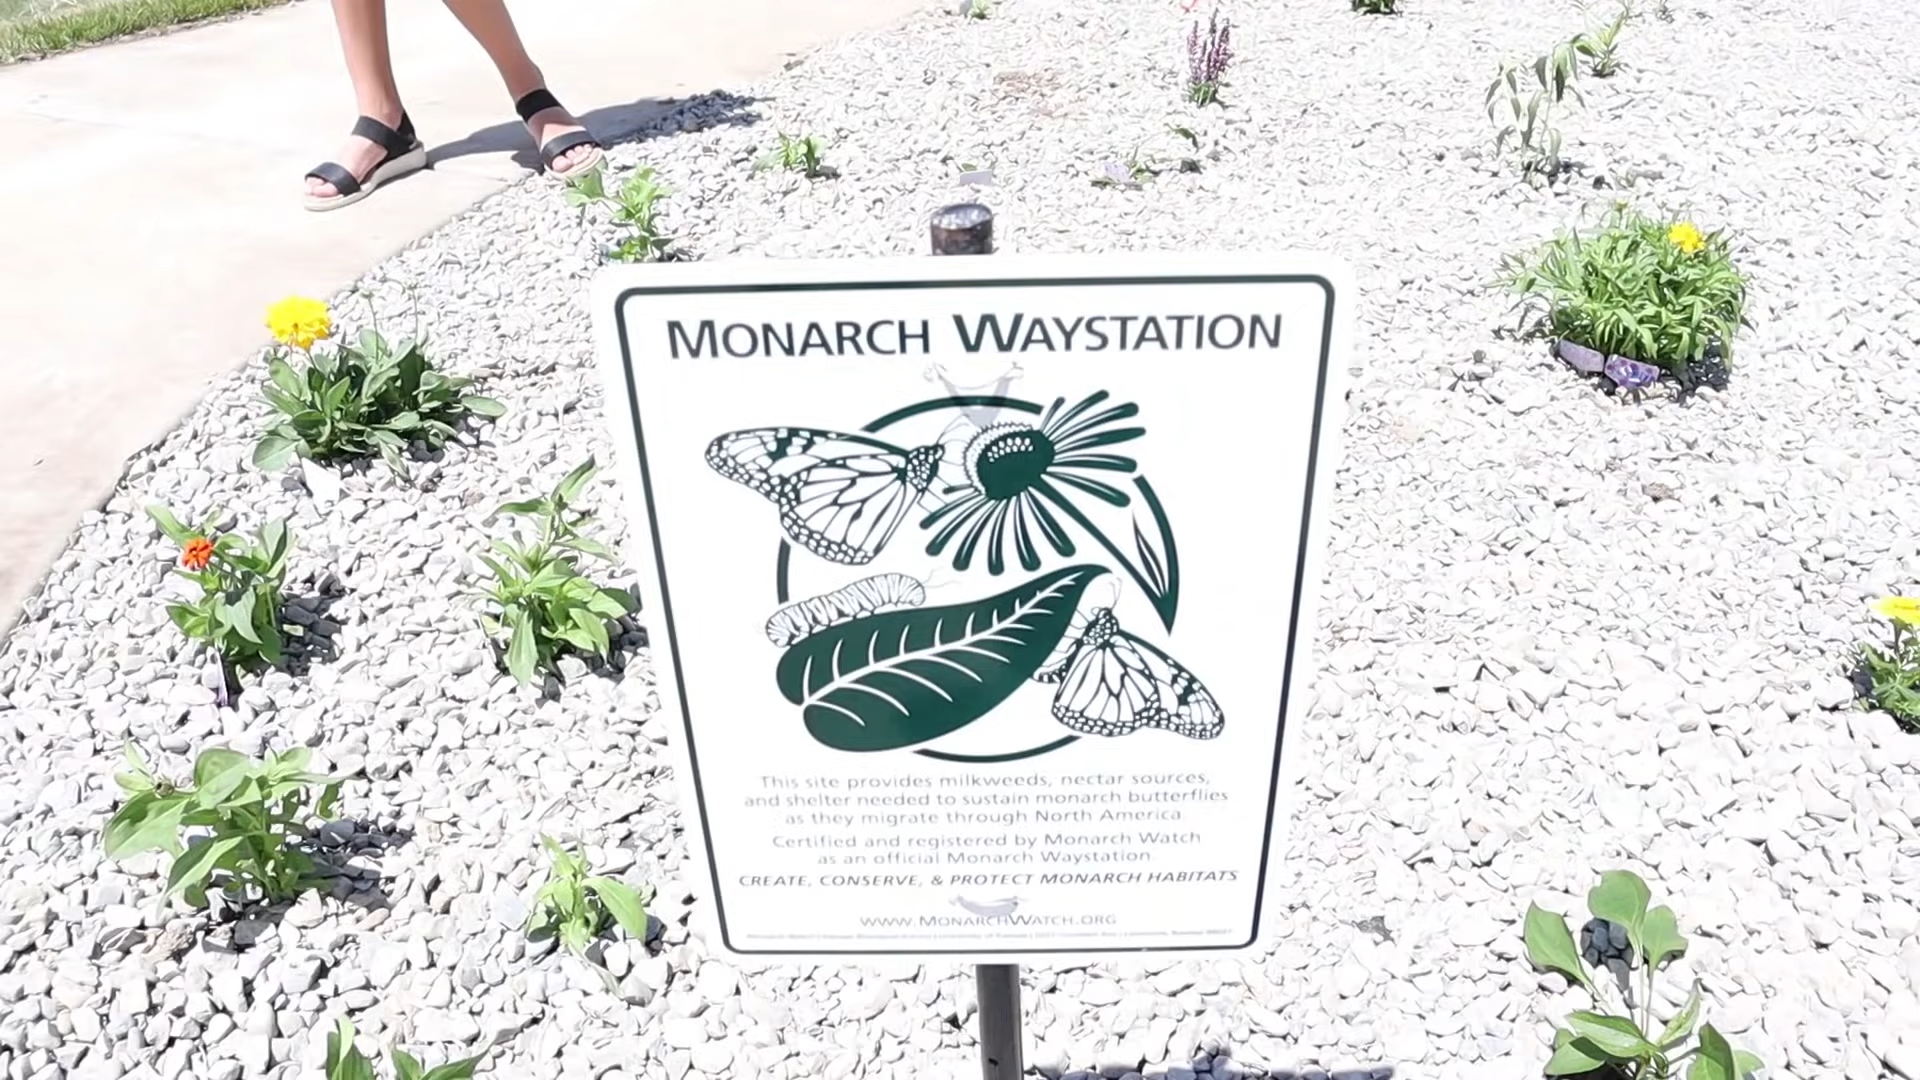 MONARCH WAYSTATION
This site provides milkweeds, nectar sources,
and shelter needed to sustain monarch butterflies
as they migrate through North America.
Certified and registered by Monarch Watch
as an official Monarch Waystation.
CREATE, CONSERVE, & PROTECT MONARCH HABITATS
WWW.MONARCHWATCH.ORG